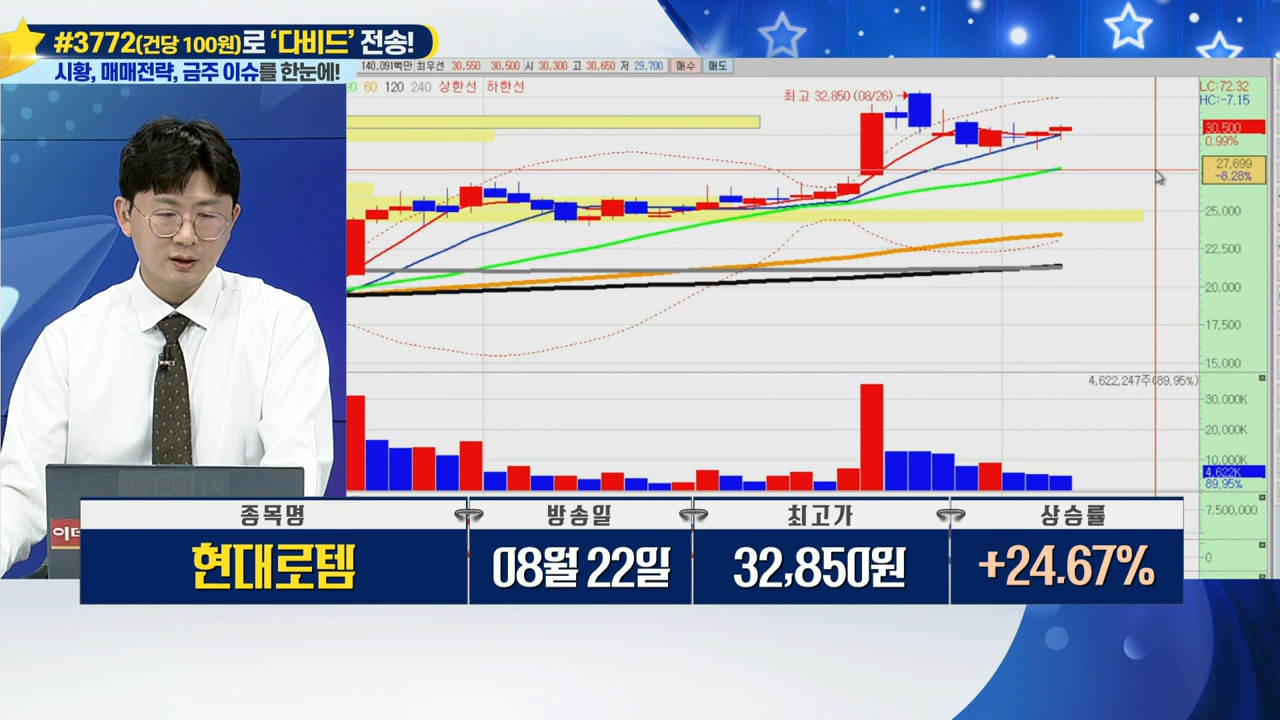 #3772(건당 100원)로 ‘다비드’ 전송!
시황, 매매전략, 금주 이슈를 한눈에!
140,091백만 최우선 30,550 30,500 시 30,300 고 30,650 저 29,700 매수 매도
20 60 120 240 상한선 하한선
최고 32,850 (08/26)
LC:72.32
HC:-7.15
30,500
0.99%
27,699
-8.28%
25,000
22,500
20,000
17,500
15,000
4,622,247주(89.95%)
30,000K
20,000K
10,000K
4,622K
89.95%
7,500,000
0
이데
종목명 방송일 최고가 상승률
현대로템 08월 22일 32,850원 +24.67%